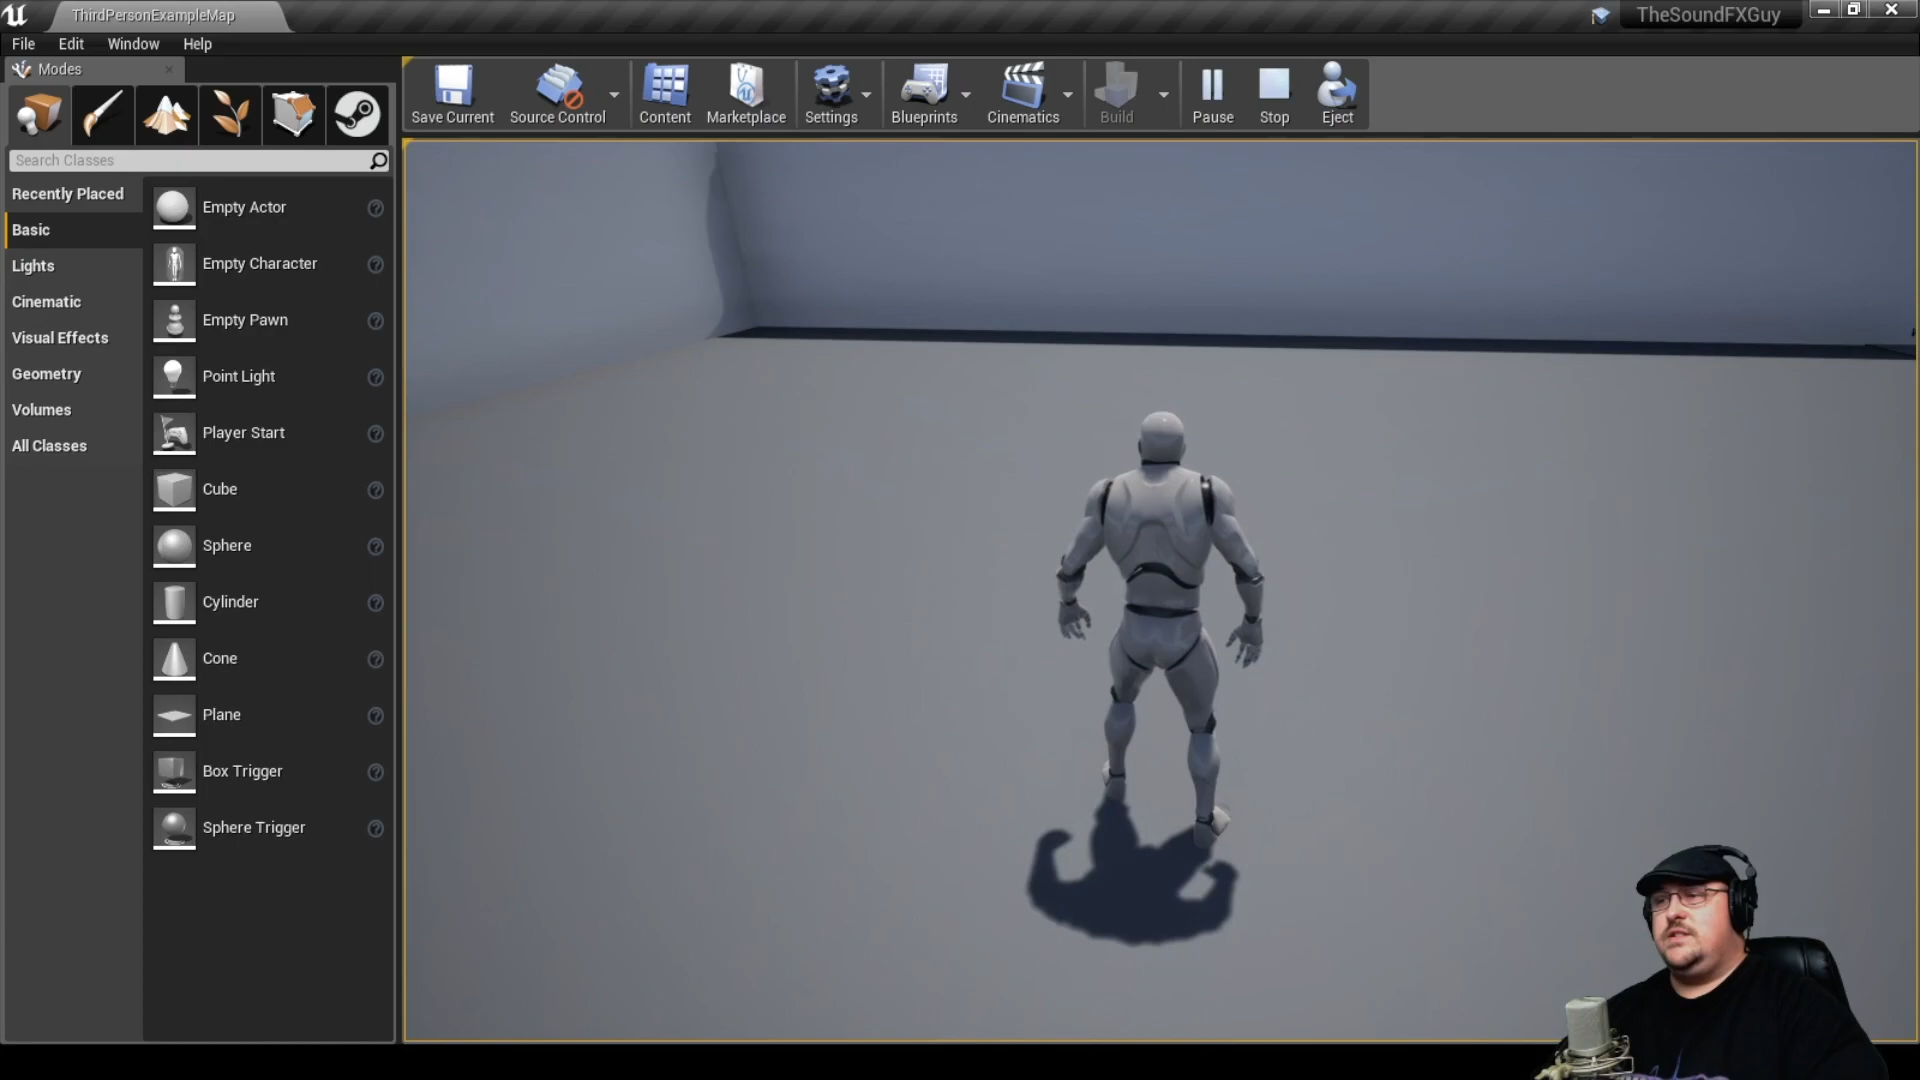 ThirdPersonExampleMap
TheSoundFXGuy
File Edit Window Help
Modes
Save Current
Source Control
Content
Marketplace
Settings
Blueprints
Cinematics
Build
Pause
Stop
Eject
Search Classes
Recently Placed
Basic
Lights
Cinematic
Visual Effects
Geometry
Volumes
All Classes
Empty Actor
Empty Character
Empty Pawn
Point Light
Player Start
Cube
Sphere
Cylinder
Cone
Plane
Box Trigger
Sphere Trigger